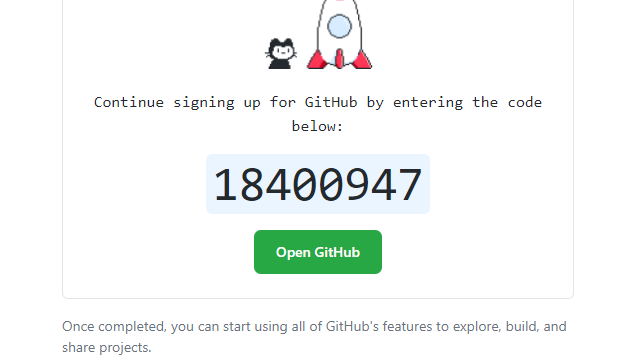 Continue signing up for GitHub by entering the code
below:
18400947
Open GitHub
Once completed, you can start using all of GitHub's features to explore, build, and
share projects.